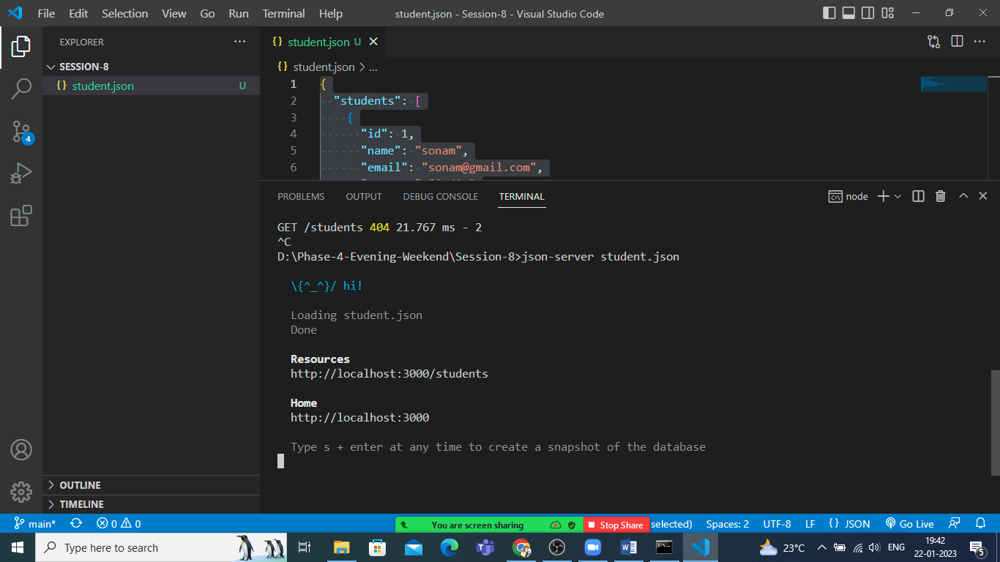 File Edit Selection View Go Run Terminal Help student.json - Session-8 - Visual Studio Code
EXPLORER
SESSION-8
{} student.json U
OUTLINE
TIMELINE
4
{} student.json U
{} student.json > ...
1 {
2 "students": [
3 {
4 "id": 1,
5 "name": "sonam",
6 "email": "sonam@gmail.com",
PROBLEMS OUTPUT DEBUG CONSOLE TERMINAL
node
GET /students 404 21.767 ms - 2
^C
D:\Phase-4-Evening-Weekend\Session-8>json-server student.json
\{^_^}/ hi!
Loading student.json
Done
Resources
http://localhost:3000/students
Home
http://localhost:3000
Type s + enter at any time to create a snapshot of the database
main* 0 0 You are screen sharing Stop Share selected) Spaces: 2 UTF-8 LF {} JSON Go Live
Type here to search 23°C ENG 19:42
22-01-2023 5